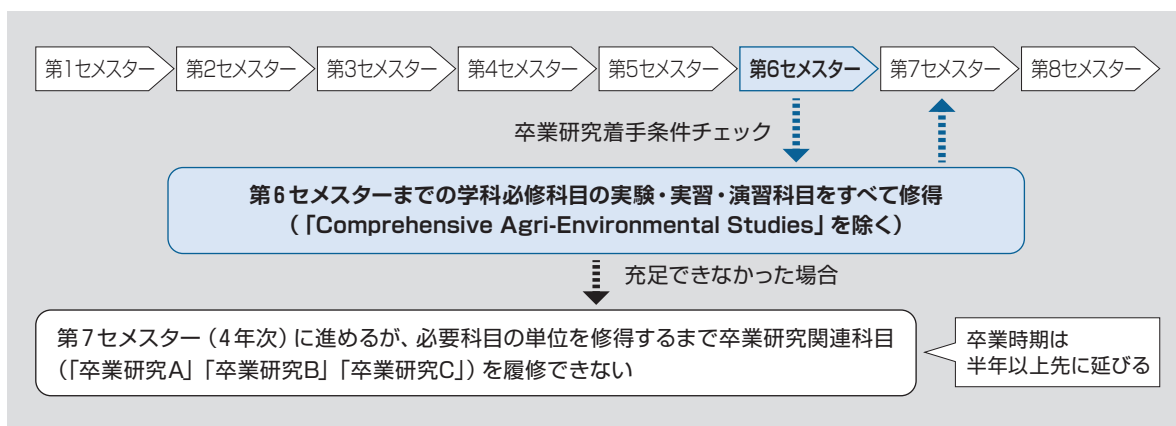 第1セメスター
第2セメスター
第3セメスター
第4セメスター
第5セメスター
第6セメスター
第7セメスター
第8セメスター
卒業研究着手条件チェック
第6セメスターまでの学科必修科目の実験・実習・演習科目をすべて修得
(「Comprehensive Agri-Environmental Studies」を除く)
充足できなかった場合
第7セメスター(4年次)に進めるが、必要科目の単位を修得するまで卒業研究関連科目
(「卒業研究A」「卒業研究B」「卒業研究C」)を履修できない
卒業時期は
半年以上先に延びる